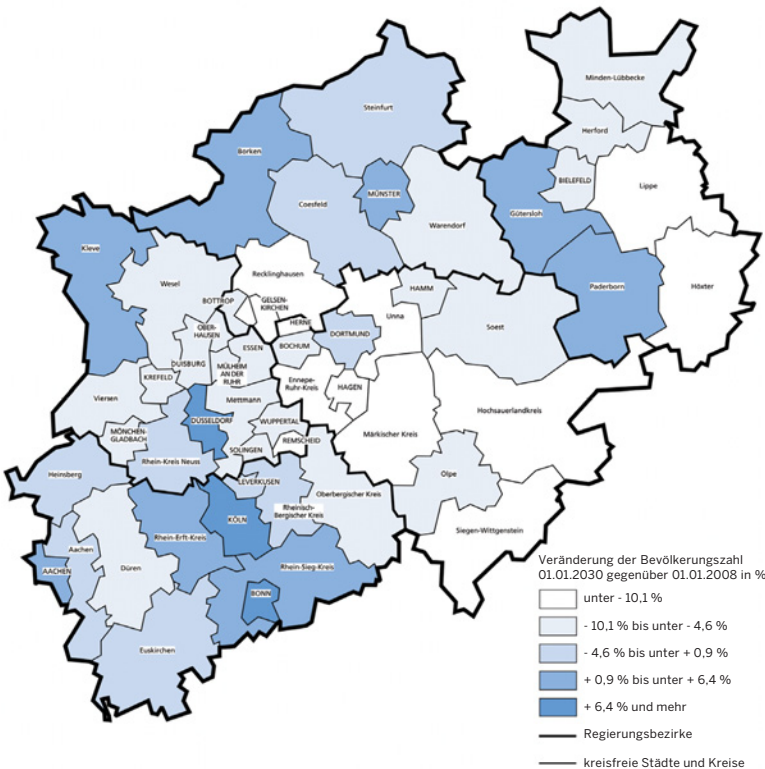 Minden-Lübbecke
Steinfurt
Herford
Borken
BIELEFELD
Lippe
MÜNSTER
Coesfeld
Gütersloh
Warendorf
Kleve
Recklinghausen
Wesel
Paderborn
Höxter
HAMM
BOTTROP
GELSEN-
KIRCHEN
Unna
HERNE
Soest
OBER-
HAUSEN
DORTMUND
ESSEN
BOCHUM
DUISBURG
MÜLHEIM
AN DER
RUHR
KREFELD
Ennepe-
Ruhr-Kreis
HAGEN
Viersen
Mettmann
Hochsauerlandkreis
DÜSSELDORF
WUPPERTAL
MÖNCHEN-
GLADBACH
Märkischer Kreis
REMSCHEID
SOLINGEN
Rhein-Kreis Neuss
Heinsberg
Olpe
LEVERKUSEN
Oberbergischer Kreis
Rheinisch-
Bergischer Kreis
KÖLN
Siegen-Wittgenstein
Rhein-Erft-Kreis
Aachen
AACHEN
Düren
Rhein-Sieg-Kreis
BONN
Euskirchen
Veränderung der Bevölkerungszahl
01.01.2030 gegenüber 01.01.2008 in %
unter - 10,1 %
- 10,1 % bis unter - 4,6 %
- 4,6 % bis unter + 0,9 %
+ 0,9 % bis unter + 6,4 %
+ 6,4 % und mehr
Regierungsbezirke
kreisfreie Städte und Kreise